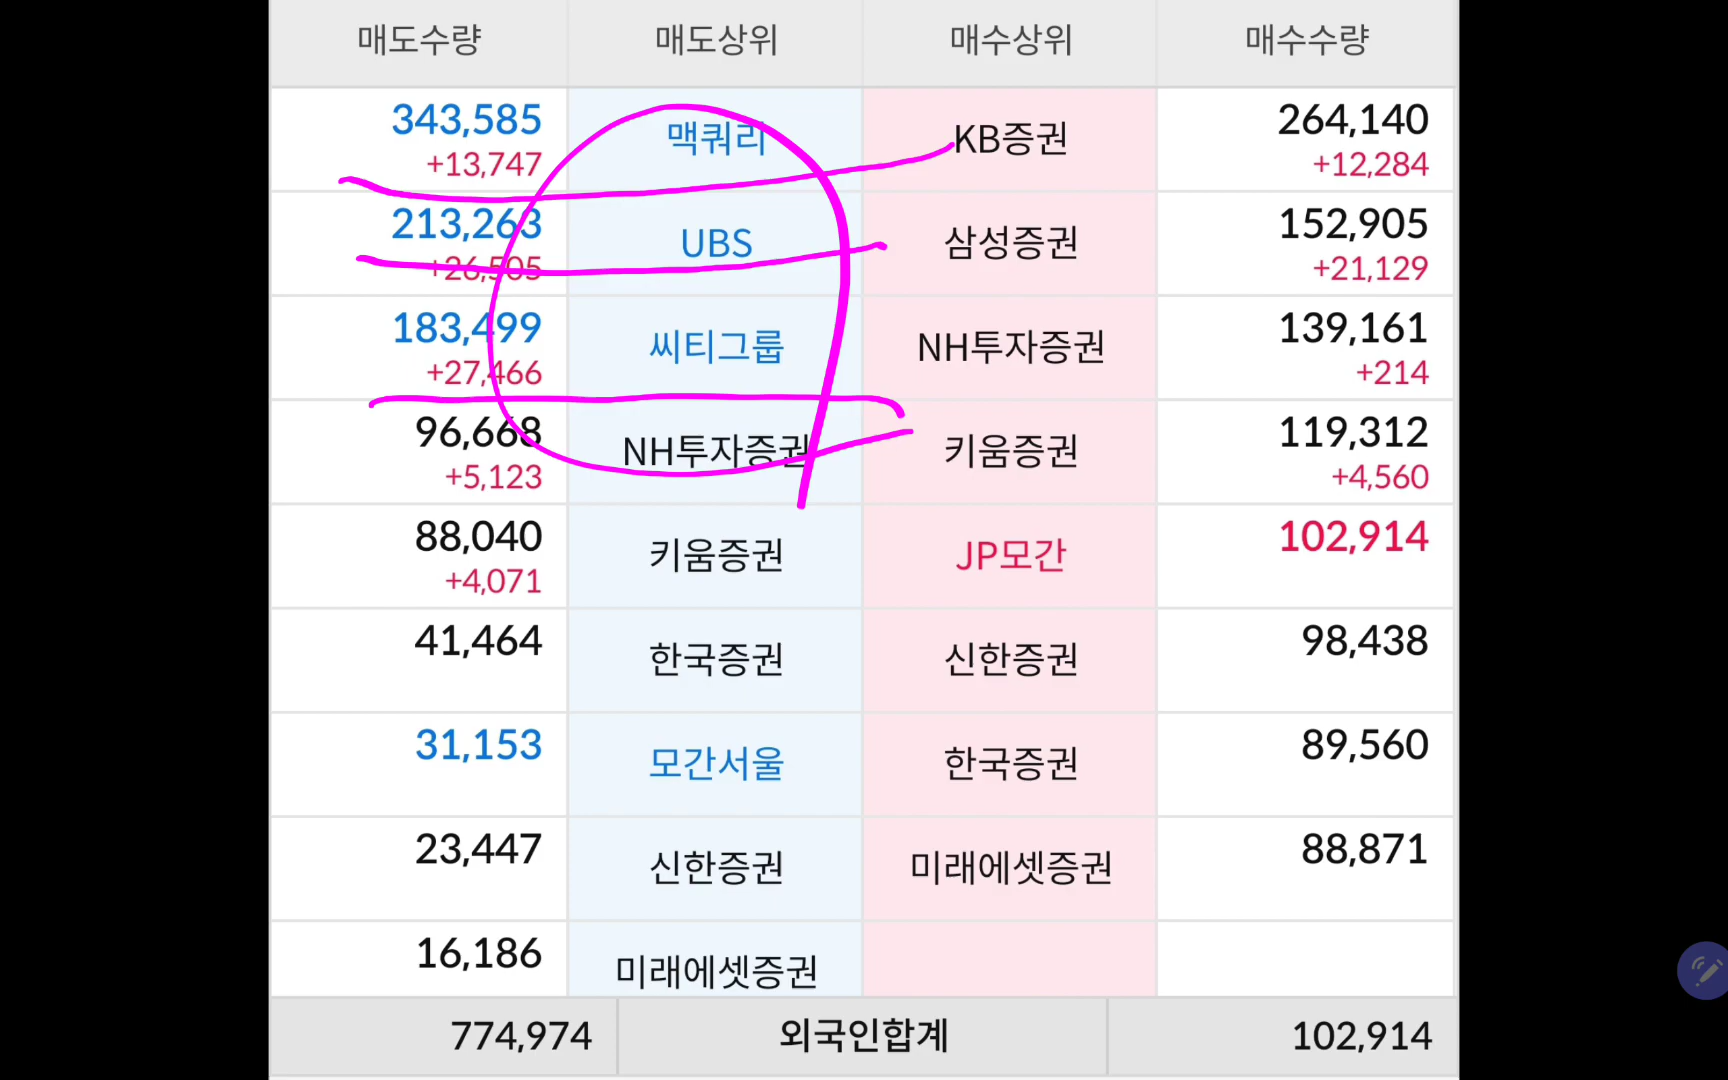 매도수량 매도상위 매수상위 매수수량
343,585 맥쿼리 KB증권 264,140
+13,747 +12,284
213,263 UBS 삼성증권 152,905
+26,505 +21,129
183,499 씨티그룹 NH투자증권 139,161
+27,466 +214
96,668 NH투자증권 키움증권 119,312
+5,123 +4,560
88,040 키움증권 JP모간 102,914
+4,071
41,464 한국증권 신한증권 98,438
31,153 모간서울 한국증권 89,560
23,447 신한증권 미래에셋증권 88,871
16,186 미래에셋증권
774,974 외국인합계 102,914